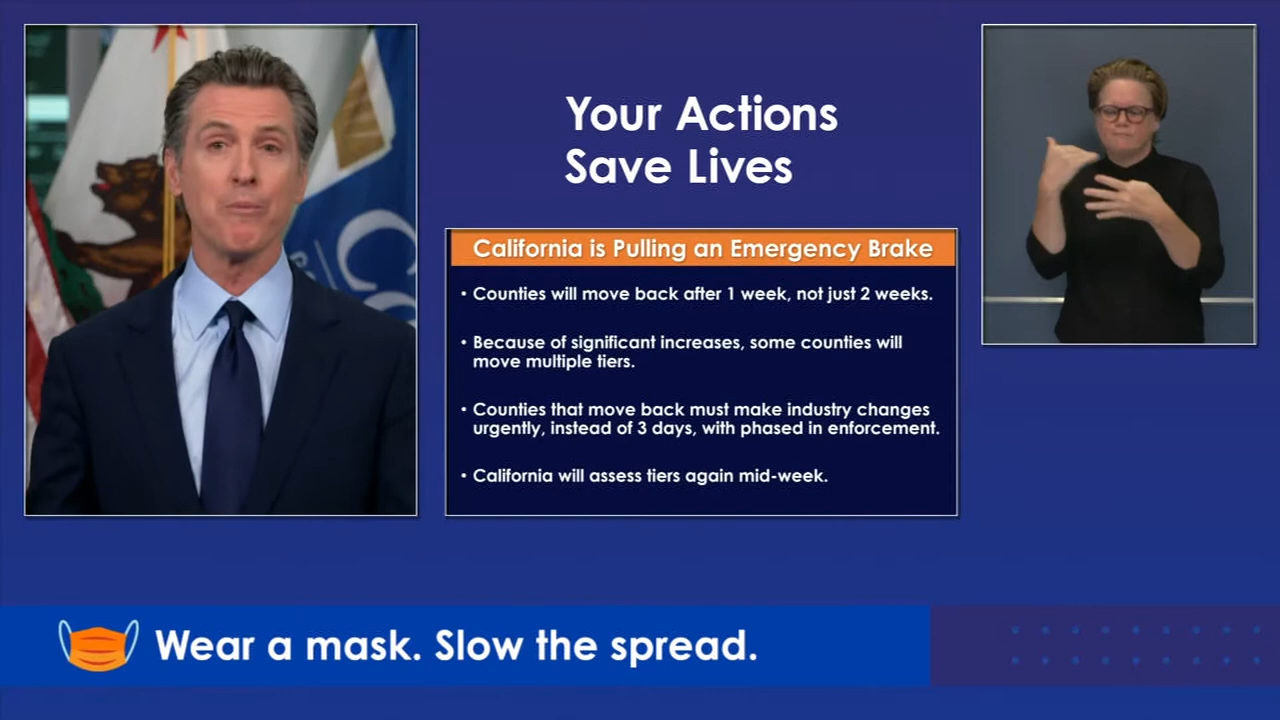 Your Actions
Save Lives
California is Pulling an Emergency Brake
• Counties will move back after 1 week, not just 2 weeks.
• Because of significant increases, some counties will
move multiple tiers.
• Counties that move back must make industry changes
urgently, instead of 3 days, with phased in enforcement.
• California will assess tiers again mid-week.
Wear a mask. Slow the spread.